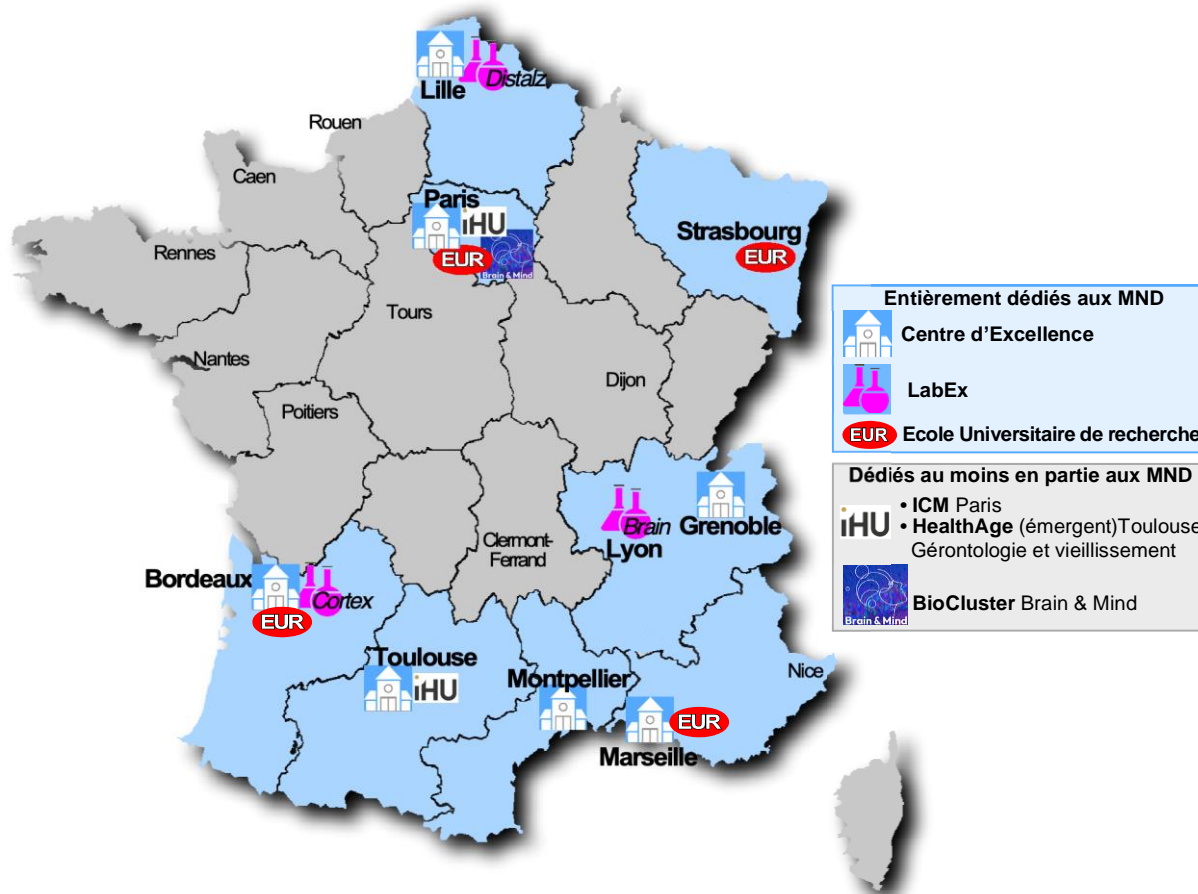 Distalz
Lille
Rouen
Caen
Paris
iHU
EUR
Brain & Mind
Strasbourg
EUR
Rennes
Tours
Nantes
Dijon
Poitiers
Entièrement dédiés aux MND
Centre d’Excellence
LabEx
EUR Ecole Universitaire de recherche
Dédiés au moins en partie aux MND
iHU
• ICM Paris
• HealthAge (émergent)Toulouse
Gérontologie et vieillissement
Brain & Mind
BioCluster Brain & Mind
Brain
Grenoble
Lyon
Clermont-
Ferrand
Bordeaux
Cortex
EUR
Toulouse
iHU
Montpellier
Nice
EUR
Marseille